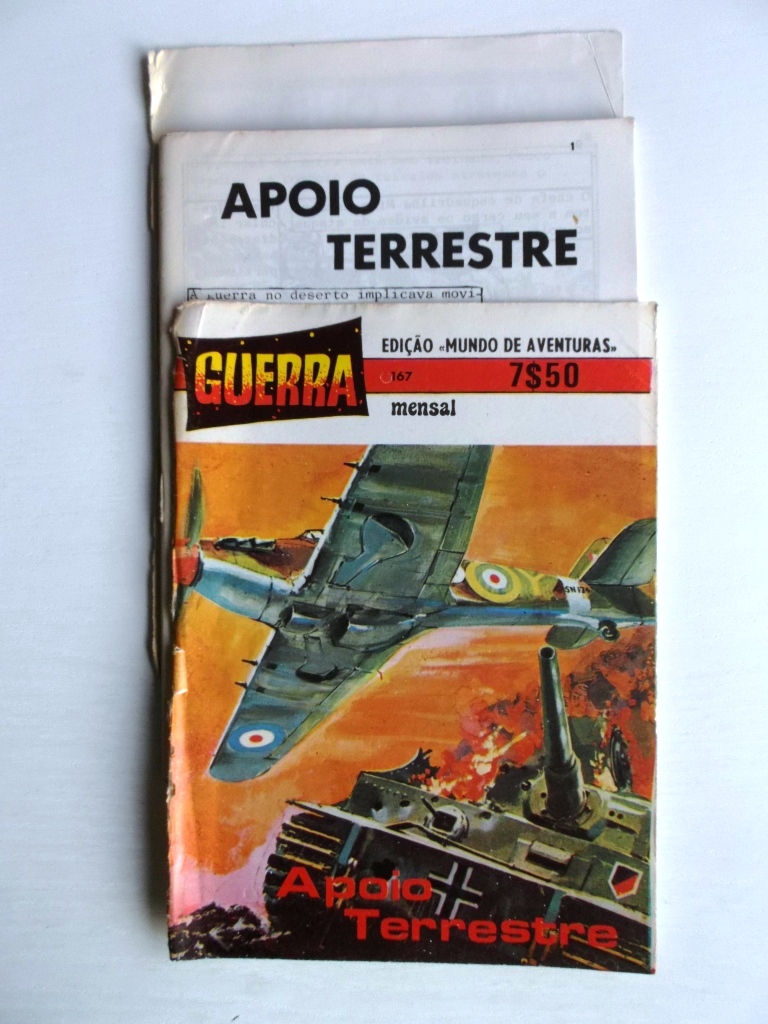 1
APOIO
TERRESTRE
A guerra no deserto implicava movi-
GUERRA
EDIÇÃO «MUNDO DE AVENTURAS»
167
7$50
mensal
Apoio
Terrestre